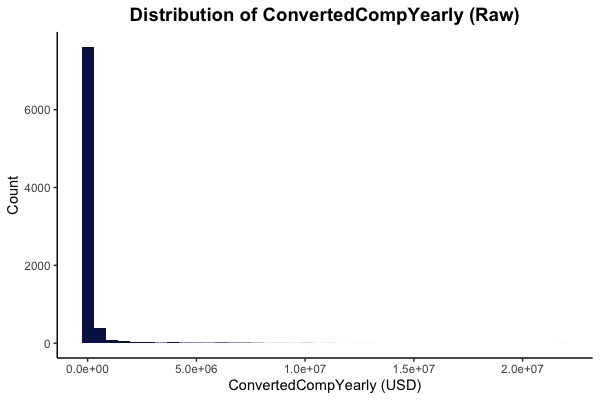 Distribution of ConvertedCompYearly (Raw)
Count
6000
4000
2000
0
0.0e+00 5.0e+06 1.0e+07 1.5e+07 2.0e+07
ConvertedCompYearly (USD)